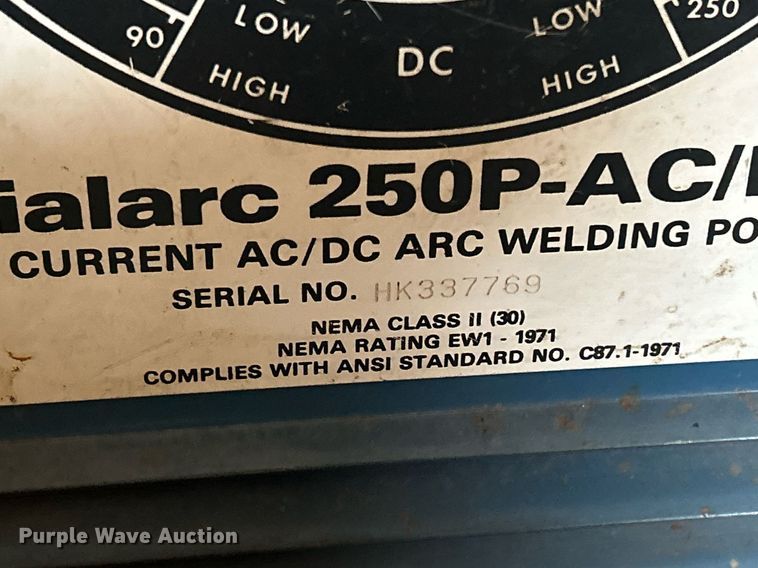 LOW LOW 250
90 HIGH DC HIGH
ialarc 250P-AC/
CURRENT AC/DC ARC WELDING PO
SERIAL NO. HK337769
NEMA CLASS II (30)
NEMA RATING EW1 - 1971
COMPLIES WITH ANSI STANDARD NO. C87.1-1971
Purple Wave Auction